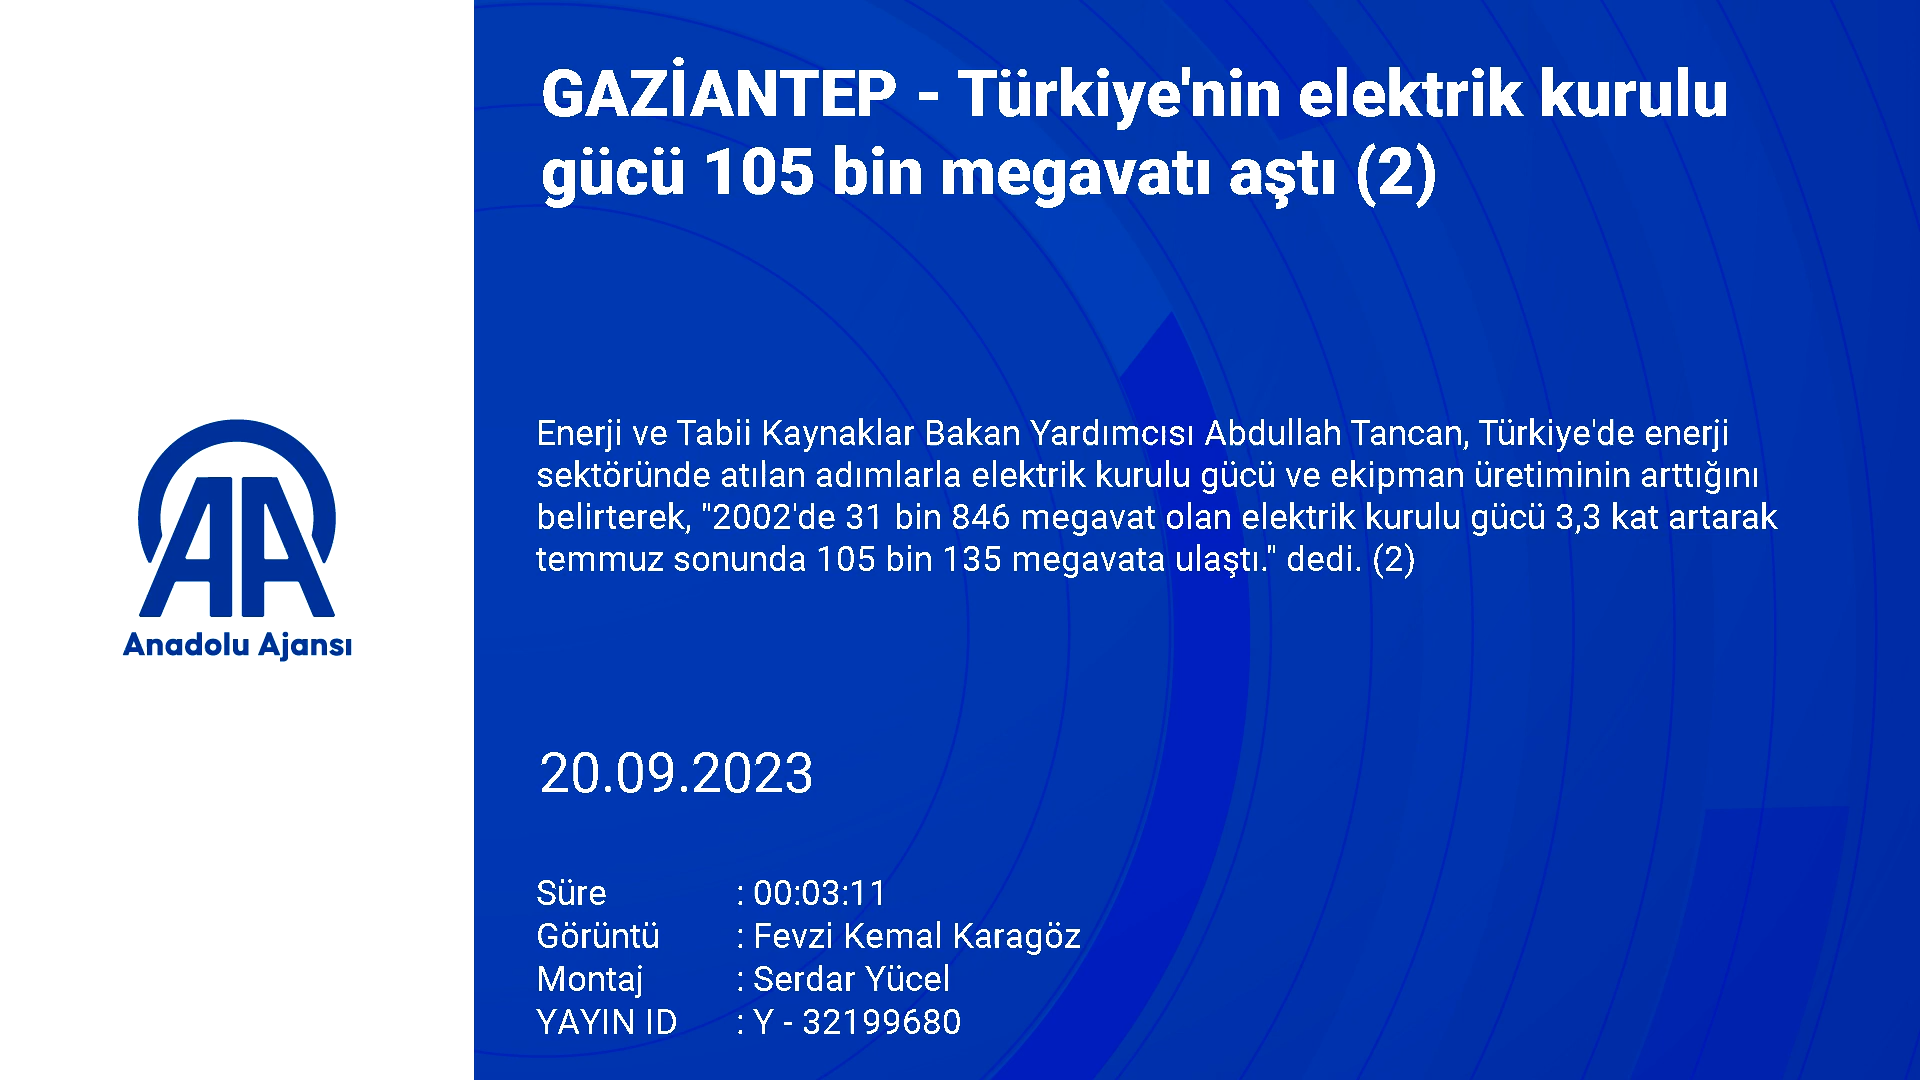 GAZİANTEP - Türkiye'nin elektrik kurulu
gücü 105 bin megavatı aştı (2)
Enerji ve Tabii Kaynaklar Bakan Yardımcısı Abdullah Tancan, Türkiye'de enerji
sektöründe atılan adımlarla elektrik kurulu gücü ve ekipman üretiminin arttığını
belirterek, "2002'de 31 bin 846 megavat olan elektrik kurulu gücü 3,3 kat artarak
temmuz sonunda 105 bin 135 megavata ulaştı." dedi. (2)
AA
Anadolu Ajansı
20.09.2023
Süre : 00:03:11
Görüntü : Fevzi Kemal Karagöz
Montaj : Serdar Yücel
YAYIN ID : Y - 32199680